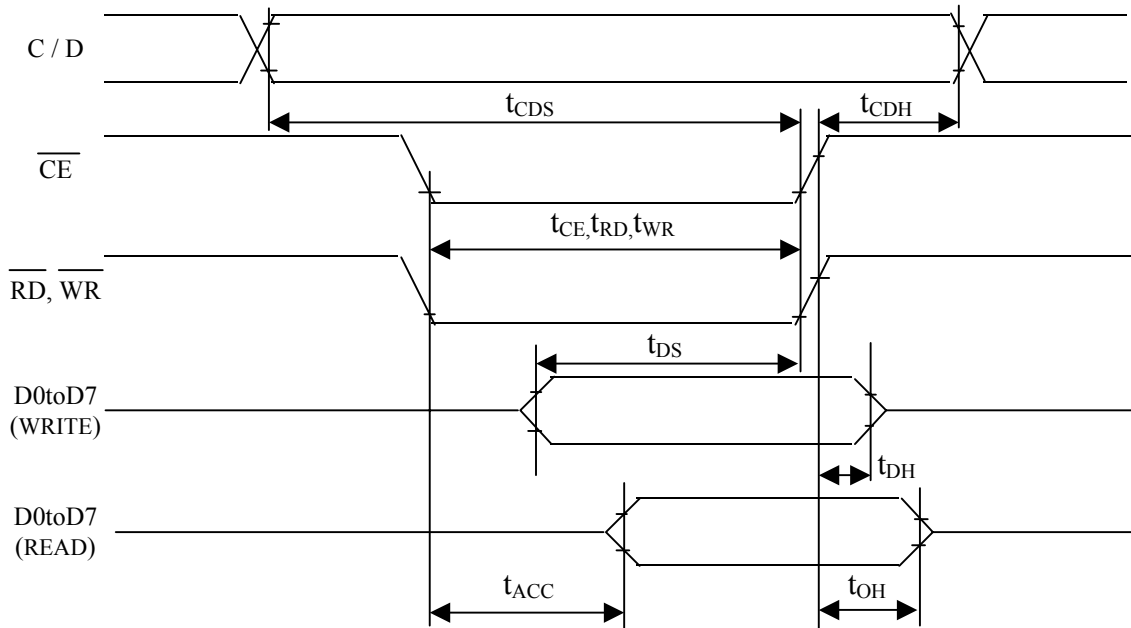 C / D
tCDS
tCDH
CE
tCE,tRD,tWR
RD, WR
tDS
D0toD7
(WRITE)
tDH
D0toD7
(READ)
tACC
tOH